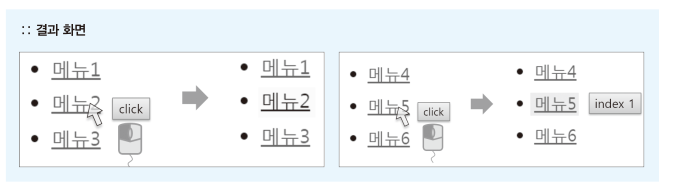 :: 결과 화면
• 메뉴1
• 메뉴2
• 메뉴3
click
• 메뉴1
• 메뉴2
• 메뉴3
• 메뉴4
• 메뉴5
• 메뉴6
click
• 메뉴4
• 메뉴5
• 메뉴6
index 1